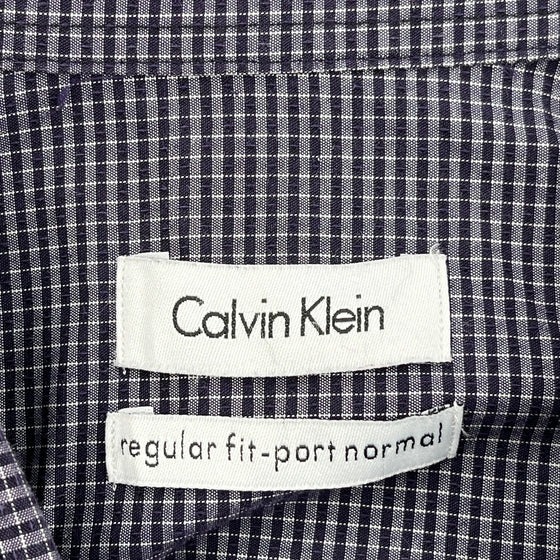 Calvin Klein
regular fit-port normal